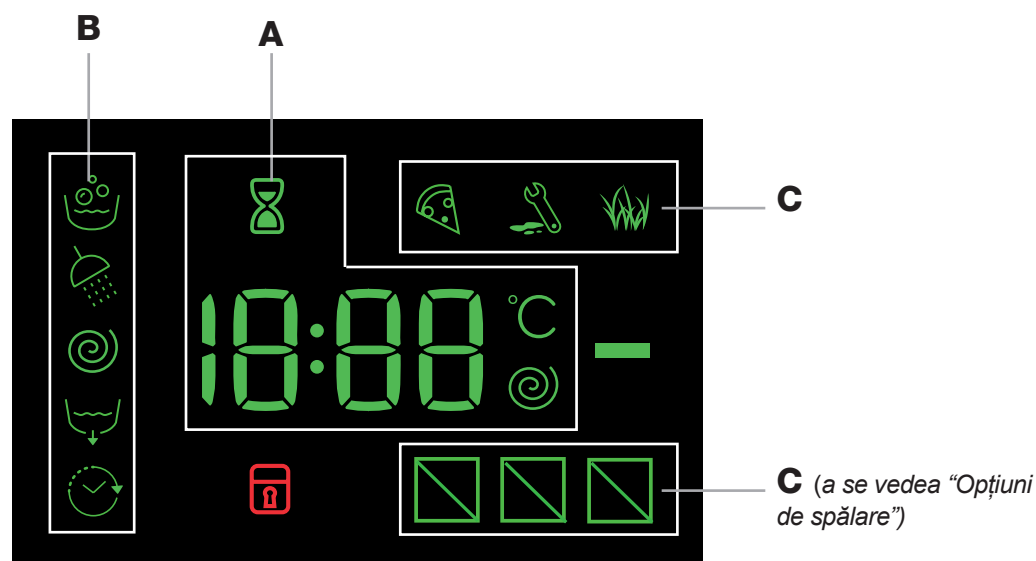 B
A
C
18:88
°C
C (a se vedea “Opțiuni
de spălare”)